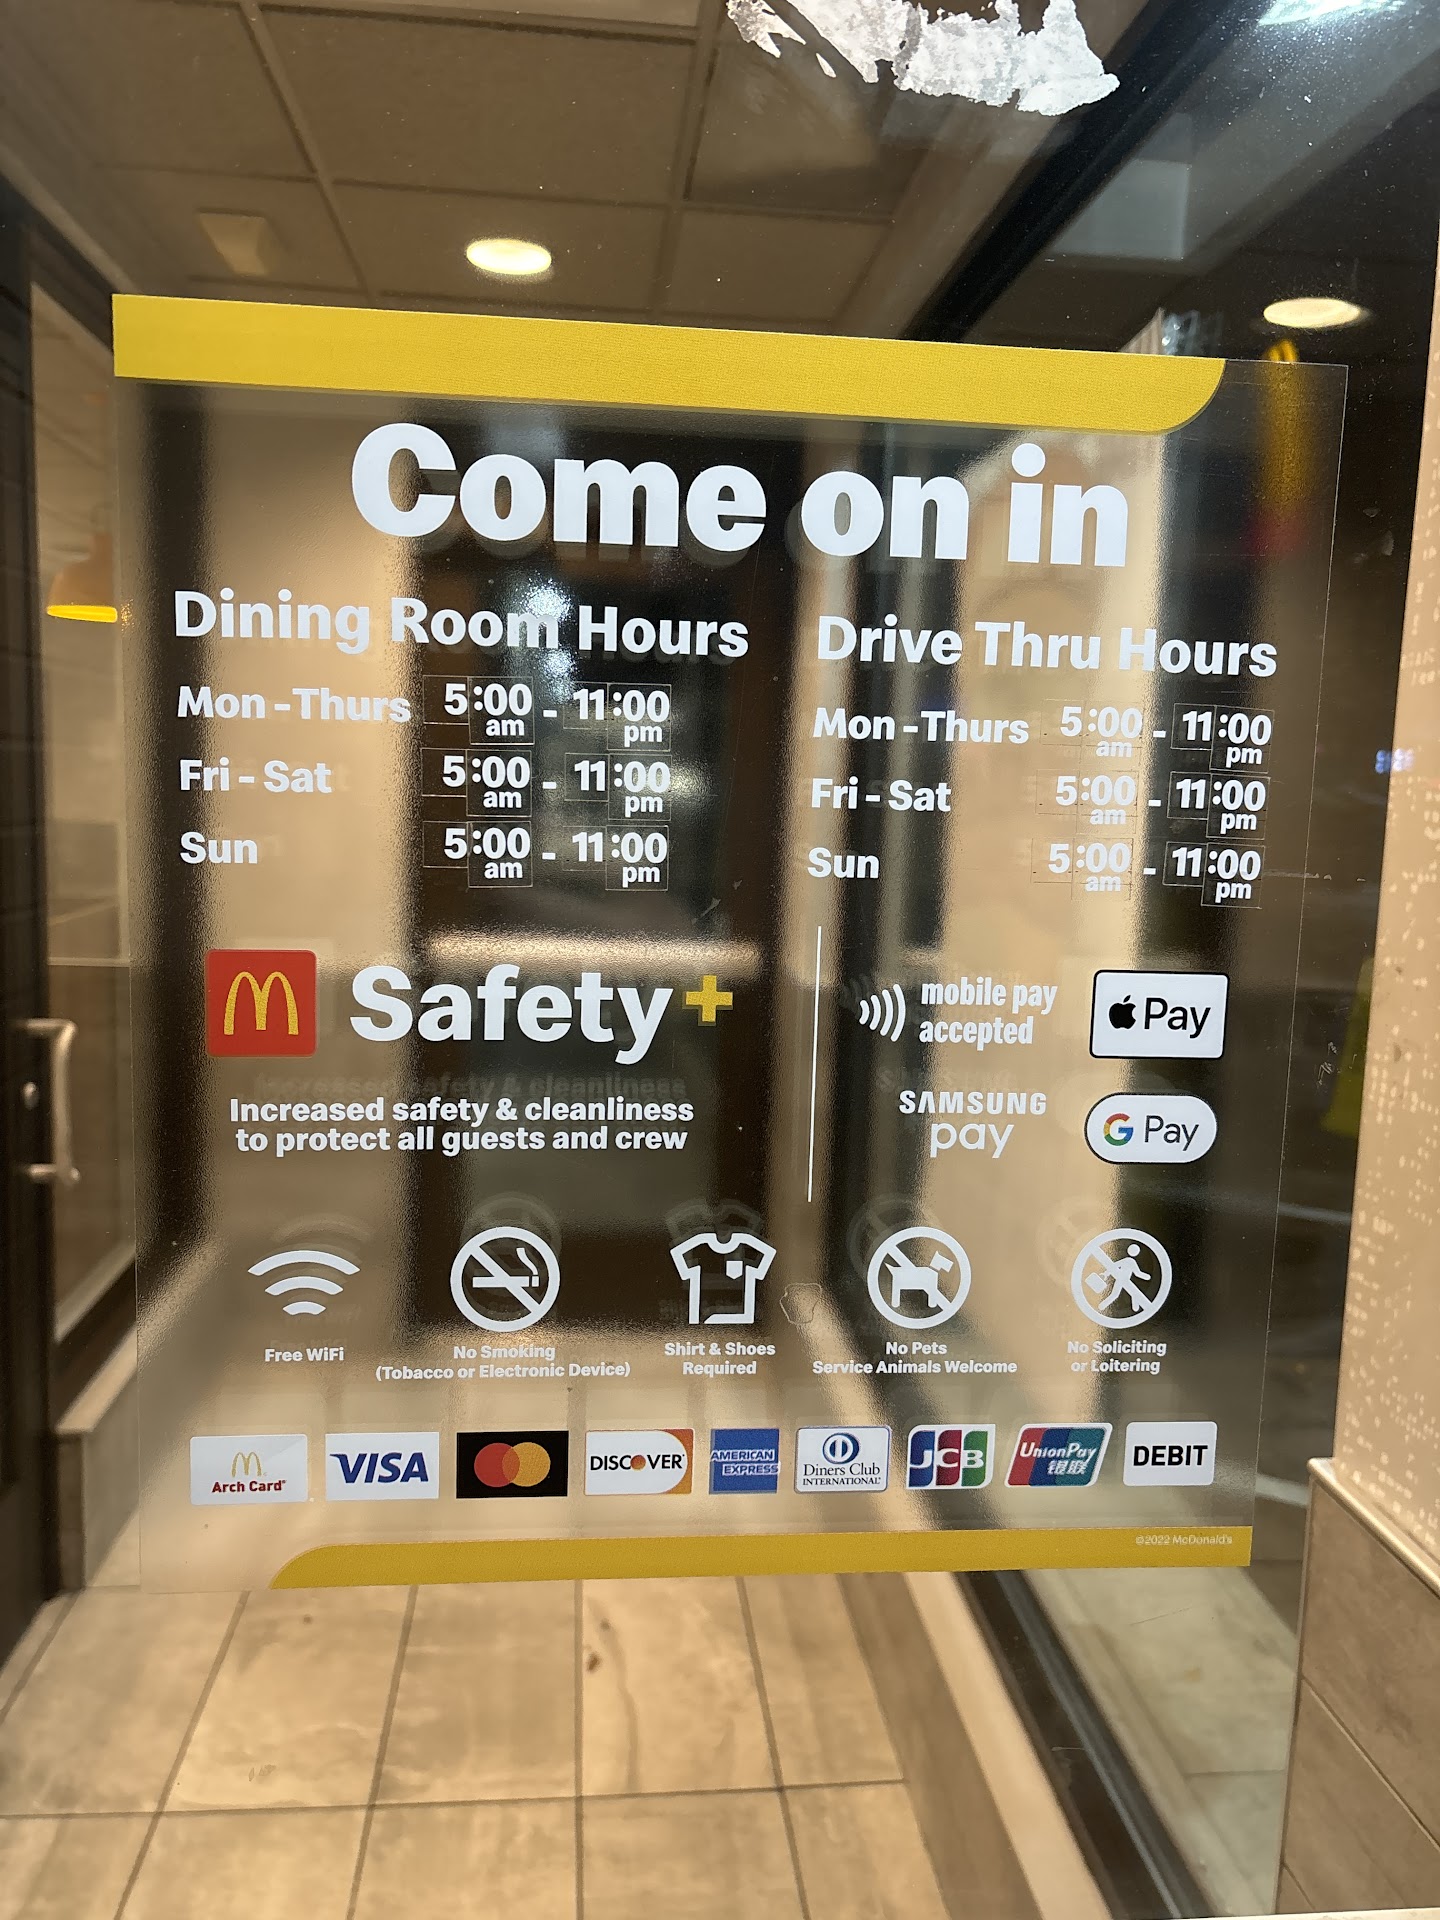 Come on in
Dining Room Hours
Mon-Thurs 5:00 am - 11:00 pm
Fri-Sat 5:00 am - 11:00 pm
Sun 5:00 am - 11:00 pm
Drive Thru Hours
Mon-Thurs 5:00 am - 11:00 pm
Fri-Sat 5:00 am - 11:00 pm
Sun 5:00 am - 11:00 pm
Safety+
Increased safety & cleanliness
to protect all guests and crew
mobile pay
accepted
Pay
SAMSUNG
pay
G Pay
Free WiFi
No Smoking
(Tobacco or Electronic Device)
Shirt & Shoes
Required
No Pets
Service Animals Welcome
No Soliciting
or Loitering
Arch Card®
VISA
DISCOVER
AMERICAN
EXPRESS
Diners Club
INTERNATIONAL
JCB
UnionPay
银联
DEBIT
©2022 McDonald's